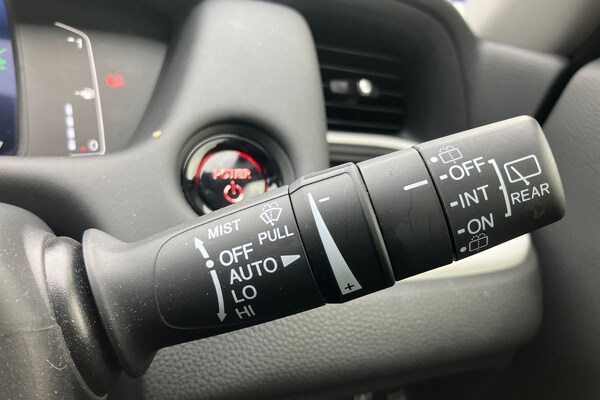 POWER
MIST
OFF PULL
AUTO
LO
HI
-
+
OFF
INT
ON
REAR